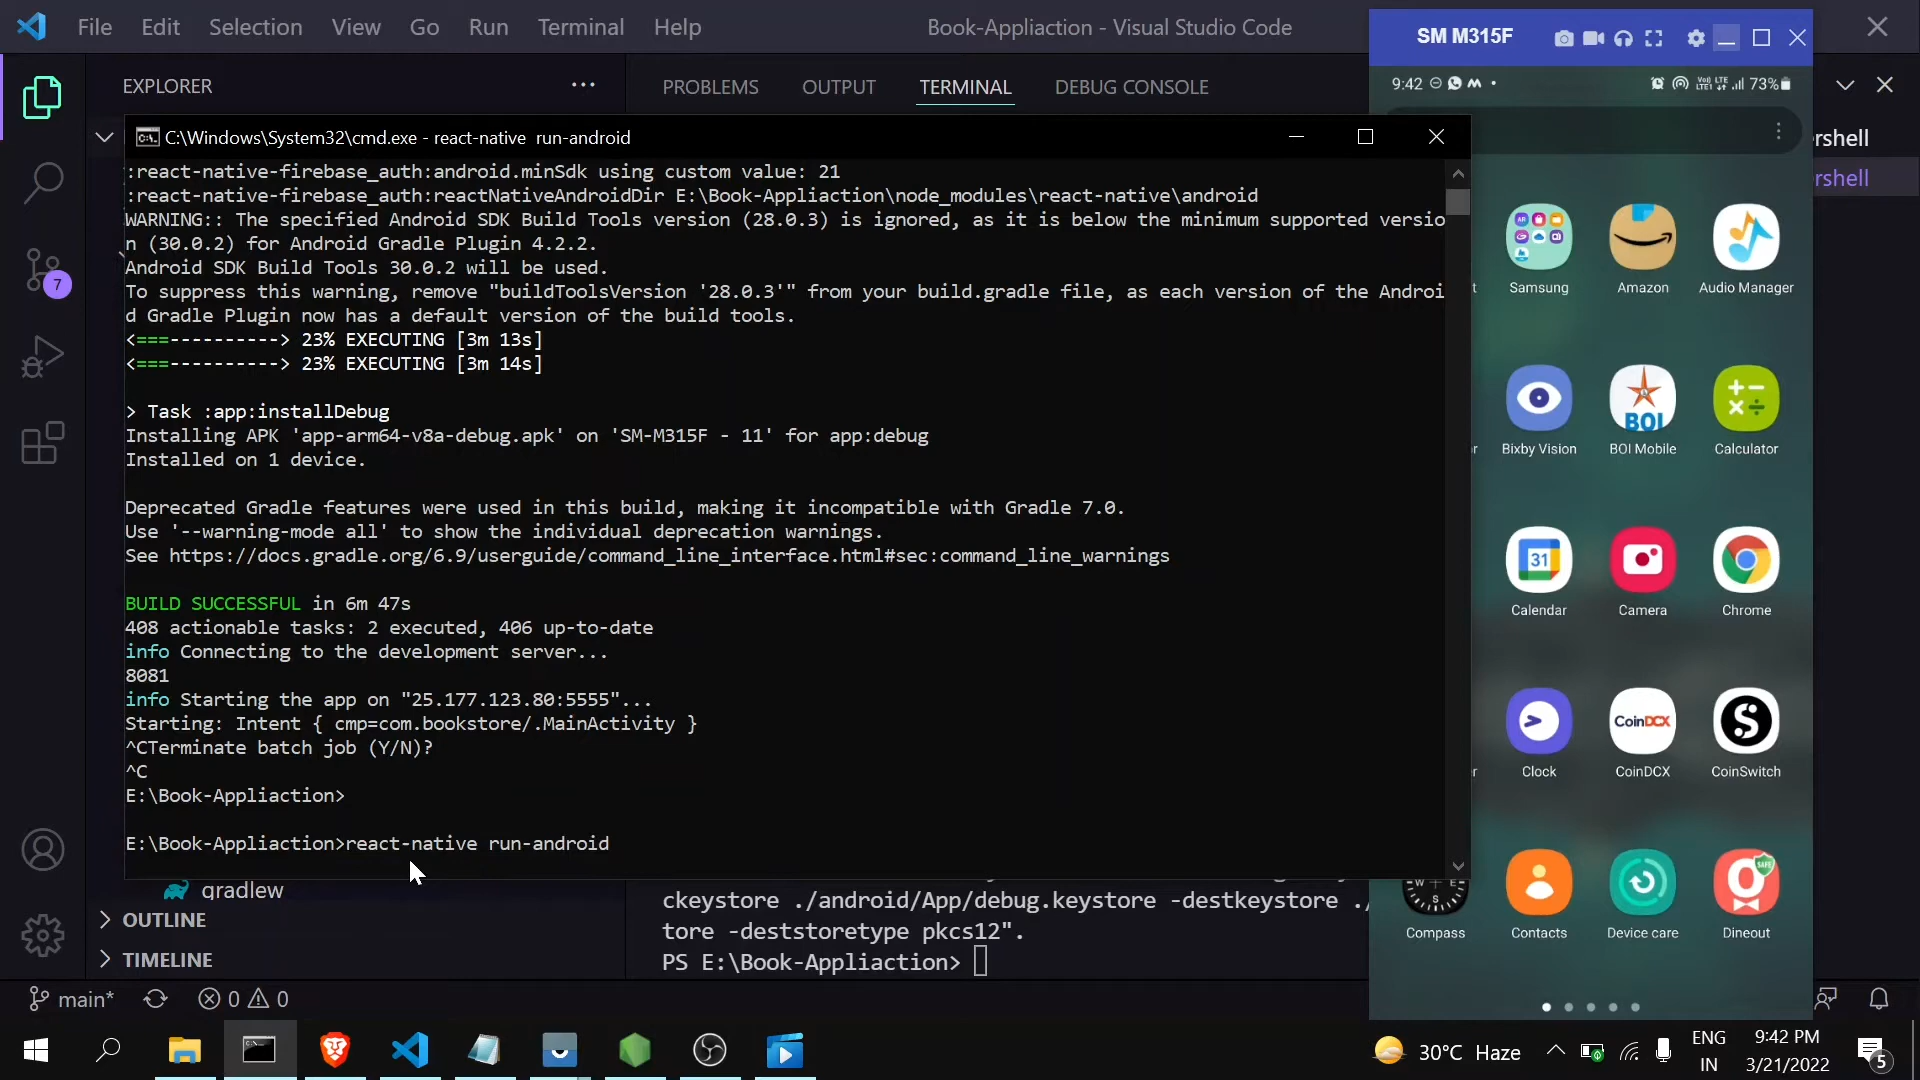 File Edit Selection View Go Run Terminal Help
Book-Appliaction - Visual Studio Code
EXPLORER
PROBLEMS OUTPUT TERMINAL DEBUG CONSOLE
C:\Windows\System32\cmd.exe - react-native run-android
:react-native-firebase_auth:android.minSdk using custom value: 21
:react-native-firebase_auth:reactNativeAndroidDir E:\Book-Appliaction\node_modules\react-native\android
WARNING:: The specified Android SDK Build Tools version (28.0.3) is ignored, as it is below the minimum supported versio
n (30.0.2) for Android Gradle Plugin 4.2.2.
Android SDK Build Tools 30.0.2 will be used.
To suppress this warning, remove "buildToolsVersion '28.0.3'" from your build.gradle file, as each version of the Androi
d Gradle Plugin now has a default version of the build tools.
<===----------> 23% EXECUTING [3m 13s]
<===----------> 23% EXECUTING [3m 14s]
> Task :app:installDebug
Installing APK 'app-arm64-v8a-debug.apk' on 'SM-M315F - 11' for app:debug
Installed on 1 device.
Deprecated Gradle features were used in this build, making it incompatible with Gradle 7.0.
Use '--warning-mode all' to show the individual deprecation warnings.
See https://docs.gradle.org/6.9/userguide/command_line_interface.html#sec:command_line_warnings
BUILD SUCCESSFUL in 6m 47s
408 actionable tasks: 2 executed, 406 up-to-date
info Connecting to the development server...
8081
info Starting the app on "25.177.123.80:5555"...
Starting: Intent { cmp=com.bookstore/.MainActivity }
^CTerminate batch job (Y/N)?
^C
E:\Book-Appliaction>
E:\Book-Appliaction>react-native run-android
gradlew
OUTLINE
TIMELINE
ckeystore ./android/App/debug.keystore -destkeystore ./
tore -deststoretype pkcs12".
PS E:\Book-Appliaction>
7
main* 0 0
SM M315F
9:42 73%
rshell
rshell
Samsung Amazon Audio Manager
BOI
Bixby Vision BOI Mobile Calculator
31
Calendar Camera Chrome
CoinDCX
Clock CoinDCX CoinSwitch
SAFE
Compass Contacts Device care Dineout
30°C Haze
ENG
IN
9:42 PM
3/21/2022
5